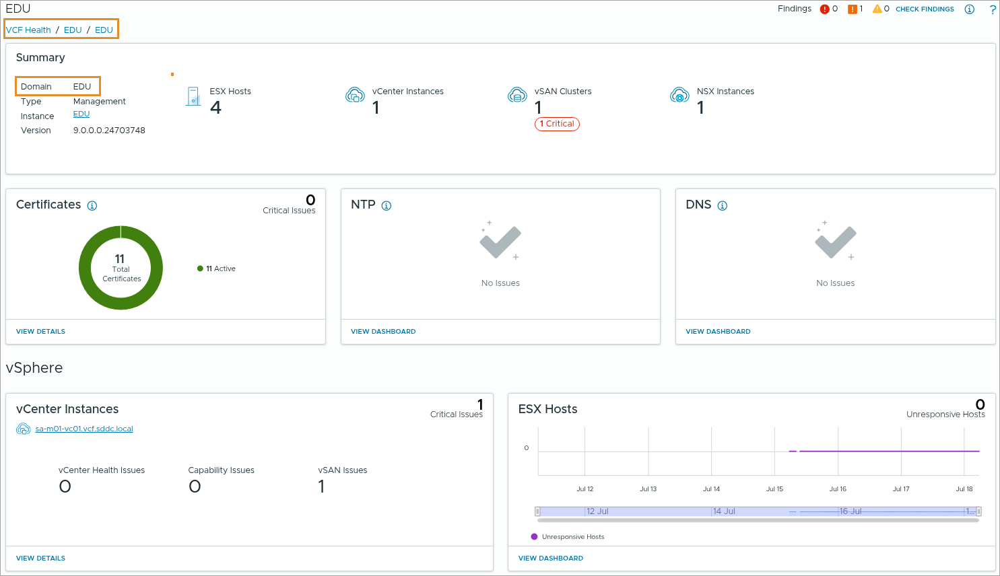 EDU
Findings 0 1 0 CHECK FINDINGS ?
VCF Health / EDU / EDU
Summary
Domain EDU
Type Management
Instance EDU
Version 9.0.0.0.24703748
ESX Hosts
4
vCenter Instances
1
vSAN Clusters
1
1 Critical
NSX Instances
1
Certificates
0
Critical Issues
11
Total
Certificates
11 Active
VIEW DETAILS
NTP
No Issues
VIEW DASHBOARD
DNS
No Issues
VIEW DASHBOARD
vSphere
vCenter Instances
1
Critical Issues
sa-m01-vc01.vcf.sddc.local
vCenter Health Issues
0
Capability Issues
0
vSAN Issues
1
VIEW DETAILS
ESX Hosts
0
Unresponsive Hosts
0
Jul 12 Jul 13 Jul 14 Jul 15 Jul 16 Jul 17 Jul 18
12 Jul 14 Jul 16 Jul 1...
Unresponsive Hosts
VIEW DASHBOARD